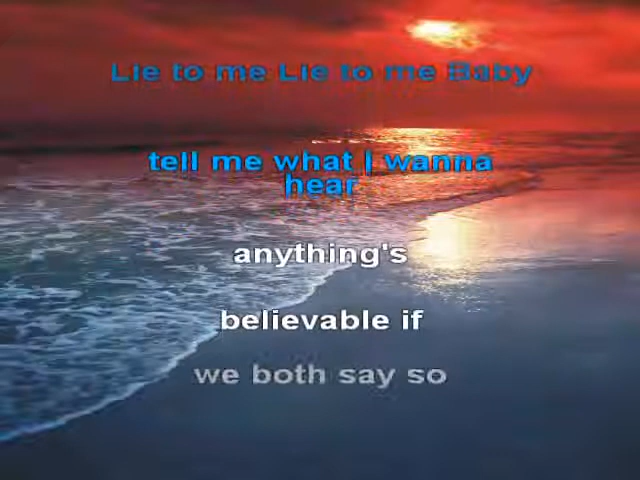 Lie to me Lie to me Baby
tell me what I wanna
hear
anything's
believable if
we both say so